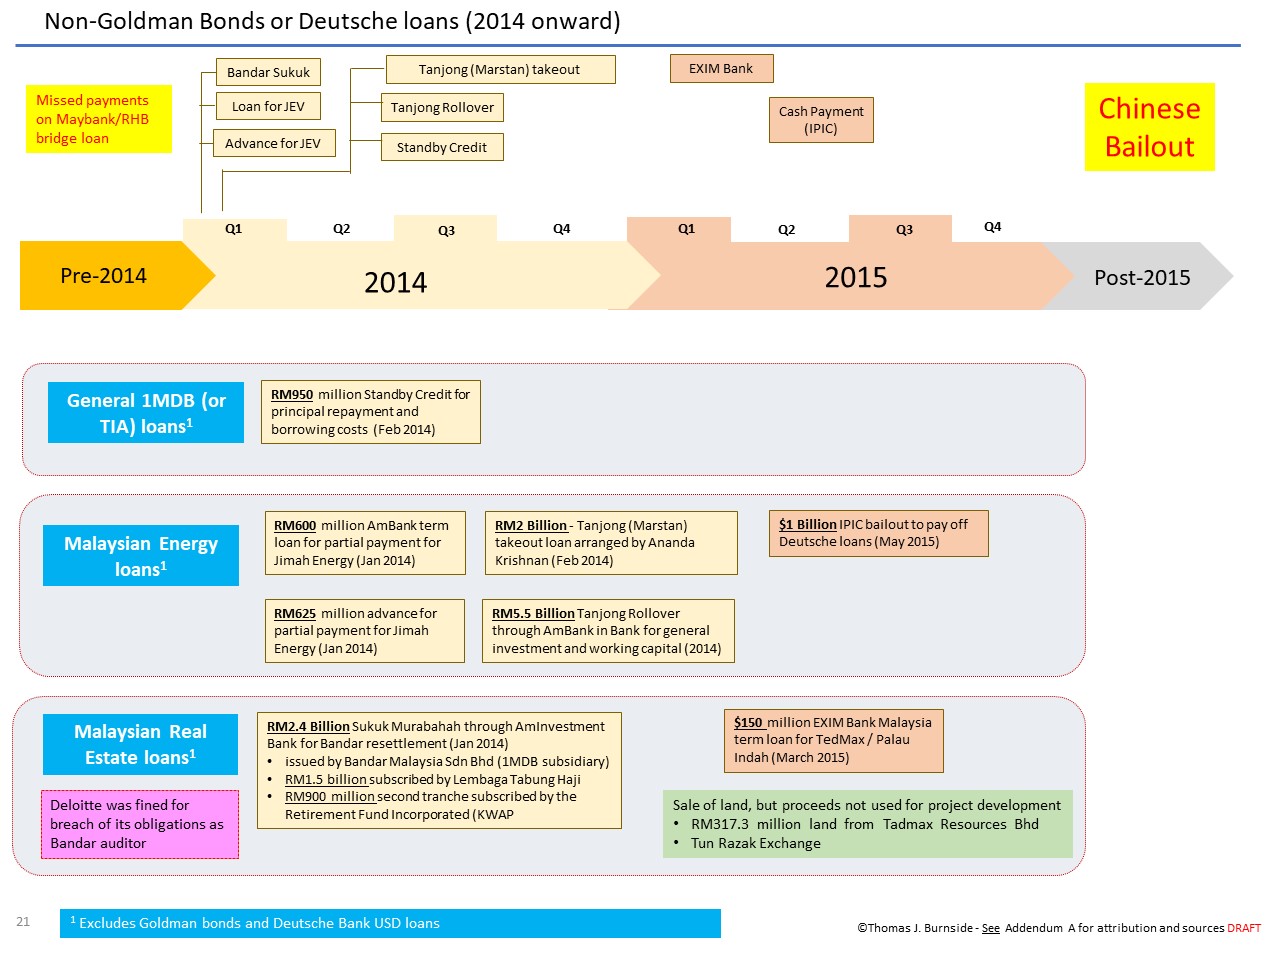 Non-Goldman Bonds or Deutsche loans (2014 onward)
Missed payments
on Maybank/RHB
bridge loan
Bandar Sukuk
Loan for JEV
Advance for JEV
Tanjong (Marstan) takeout
Tanjong Rollover
Standby Credit
EXIM Bank
Cash Payment
(IPIC)
Chinese
Bailout
Q1
Q2
Q3
Q4
Q1
Q2
Q3
Q4
Pre-2014
2014
2015
Post-2015
General 1MDB (or
TIA) loans¹
RM950 million Standby Credit for
principal repayment and
borrowing costs (Feb 2014)
Malaysian Energy
loans¹
RM600 million AmBank term
loan for partial payment for
Jimah Energy (Jan 2014)
RM2 Billion - Tanjong (Marstan)
takeout loan arranged by Ananda
Krishnan (Feb 2014)
$1 Billion IPIC bailout to pay off
Deutsche loans (May 2015)
RM625 million advance for
partial payment for Jimah
Energy (Jan 2014)
RM5.5 Billion Tanjong Rollover
through AmBank in Bank for general
investment and working capital (2014)
Malaysian Real
Estate loans¹
RM2.4 Billion Sukuk Murabahah through AmInvestment
Bank for Bandar resettlement (Jan 2014)
• issued by Bandar Malaysia Sdn Bhd (1MDB subsidiary)
• RM1.5 billion subscribed by Lembaga Tabung Haji
• RM900 million second tranche subscribed by the
Retirement Fund Incorporated (KWAP
$150 million EXIM Bank Malaysia
term loan for TedMax / Palau
Indah (March 2015)
Deloitte was fined for
breach of its obligations as
Bandar auditor
Sale of land, but proceeds not used for project development
• RM317.3 million land from Tadmax Resources Bhd
• Tun Razak Exchange
21
¹ Excludes Goldman bonds and Deutsche Bank USD loans
©Thomas J. Burnside - See Addendum A for attribution and sources DRAFT